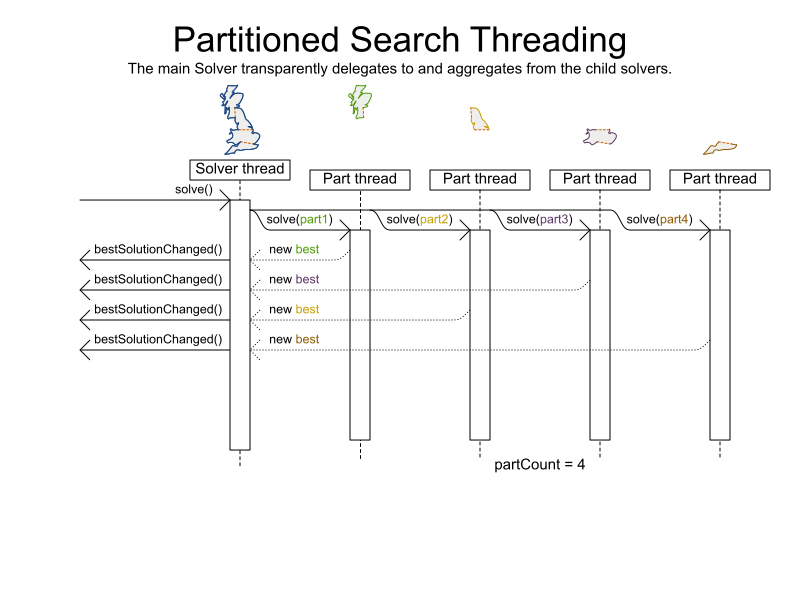 Partitioned Search Threading
The main Solver transparently delegates to and aggregates from the child solvers.
Solver thread
Part thread
Part thread
Part thread
Part thread
solve()
solve(part1)
solve(part2)
solve(part3)
solve(part4)
bestSolutionChanged()
new best
bestSolutionChanged()
new best
bestSolutionChanged()
new best
bestSolutionChanged()
new best
partCount = 4